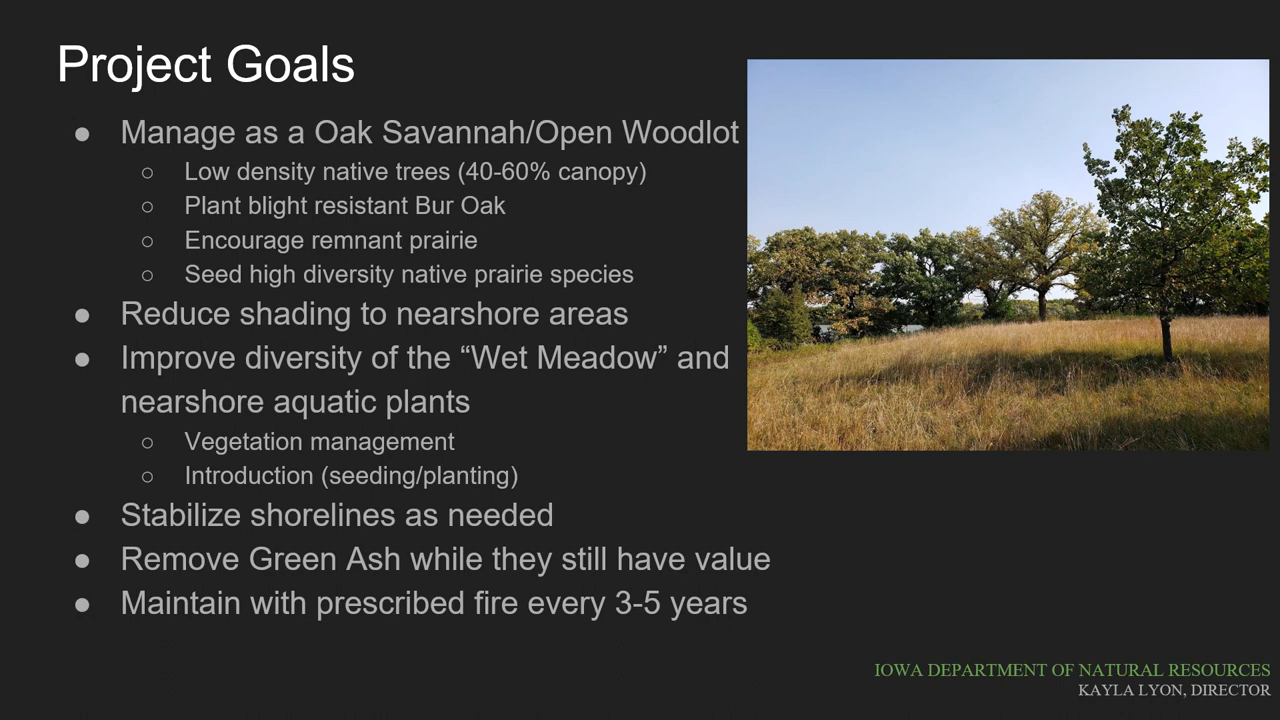 Project Goals
● Manage as a Oak Savannah/Open Woodlot
○ Low density native trees (40-60% canopy)
○ Plant blight resistant Bur Oak
○ Encourage remnant prairie
○ Seed high diversity native prairie species
● Reduce shading to nearshore areas
● Improve diversity of the “Wet Meadow” and
nearshore aquatic plants
○ Vegetation management
○ Introduction (seeding/planting)
● Stabilize shorelines as needed
● Remove Green Ash while they still have value
● Maintain with prescribed fire every 3-5 years
IOWA DEPARTMENT OF NATURAL RESOURCES
KAYLA LYON, DIRECTOR